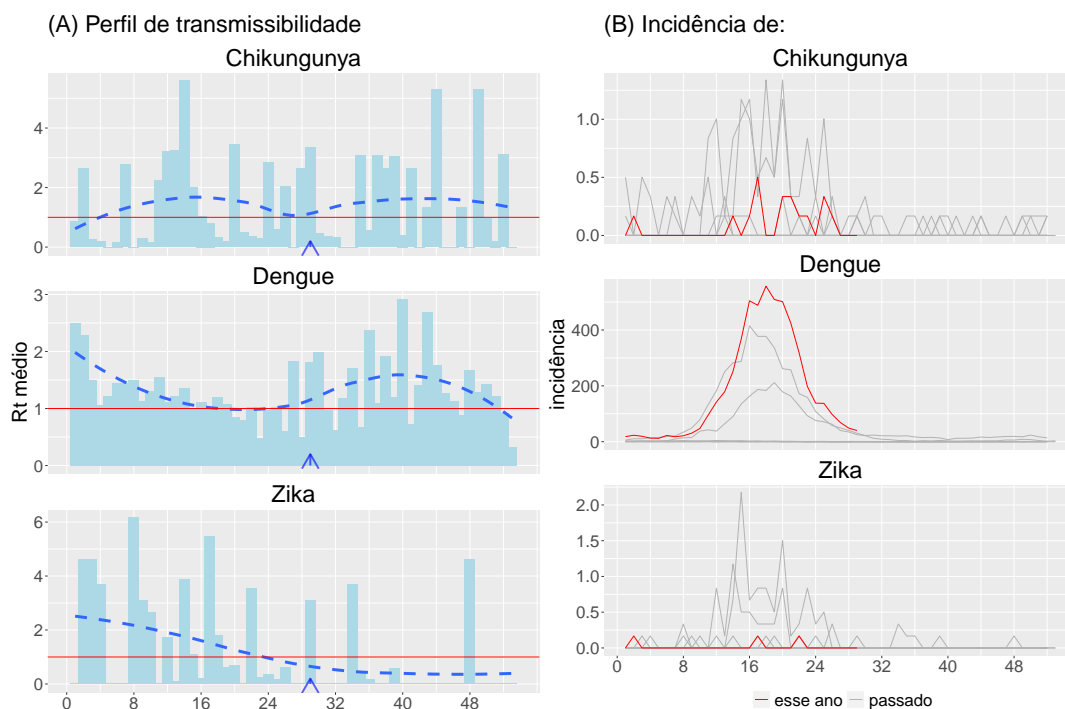 (A) Perfil de transmissibilidade
Chikungunya
4
2
0
Dengue
Rt médio
3
2
1
0
Zika
6
4
2
0
0 8 16 24 32 40 48
(B) Incidência de:
Chikungunya
1.0
0.5
0.0
Dengue
incidência
400
200
0
Zika
2.0
1.5
1.0
0.5
0.0
0 8 16 24 32 40 48
esse ano passado